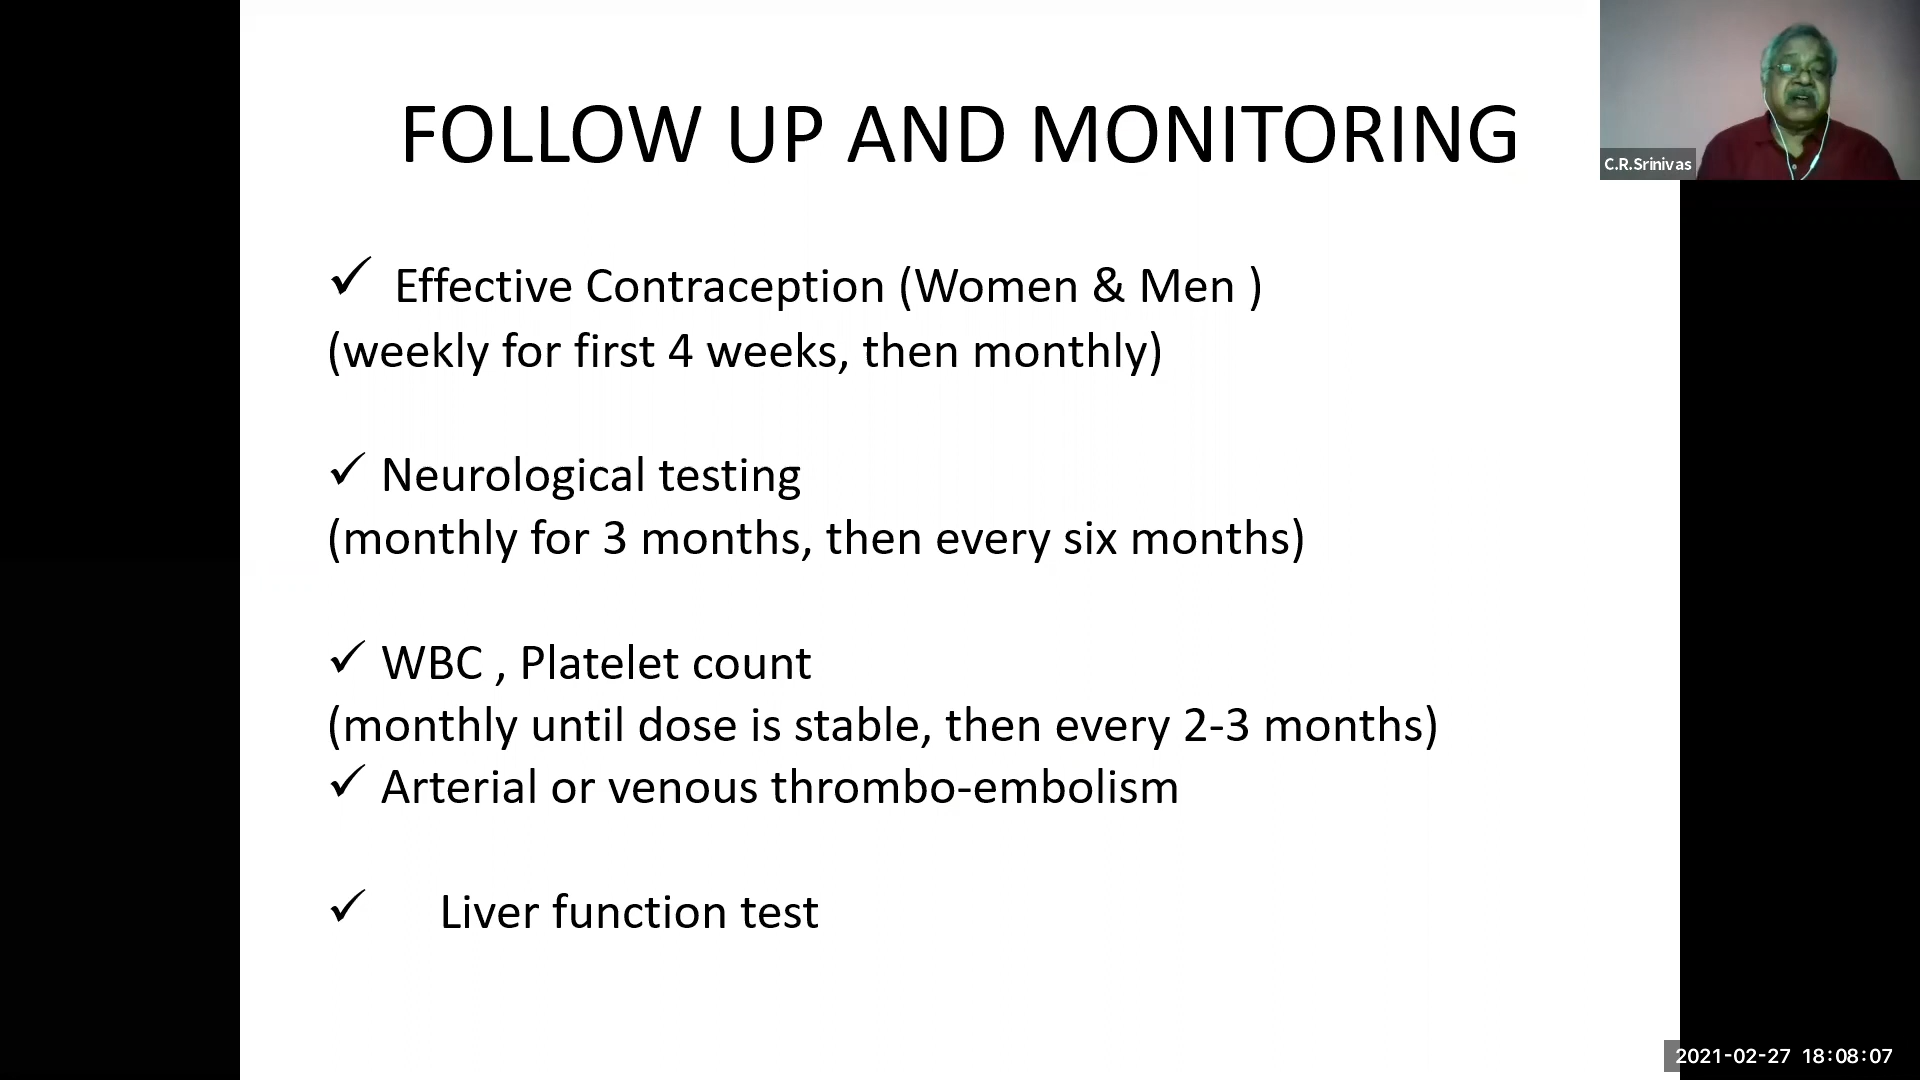 FOLLOW UP AND MONITORING
C.R.Srinivas
✓ Effective Contraception (Women & Men )
(weekly for first 4 weeks, then monthly)
✓ Neurological testing
(monthly for 3 months, then every six months)
✓ WBC , Platelet count
(monthly until dose is stable, then every 2-3 months)
✓ Arterial or venous thrombo-embolism
✓ Liver function test
2021-02-27 18:08:07